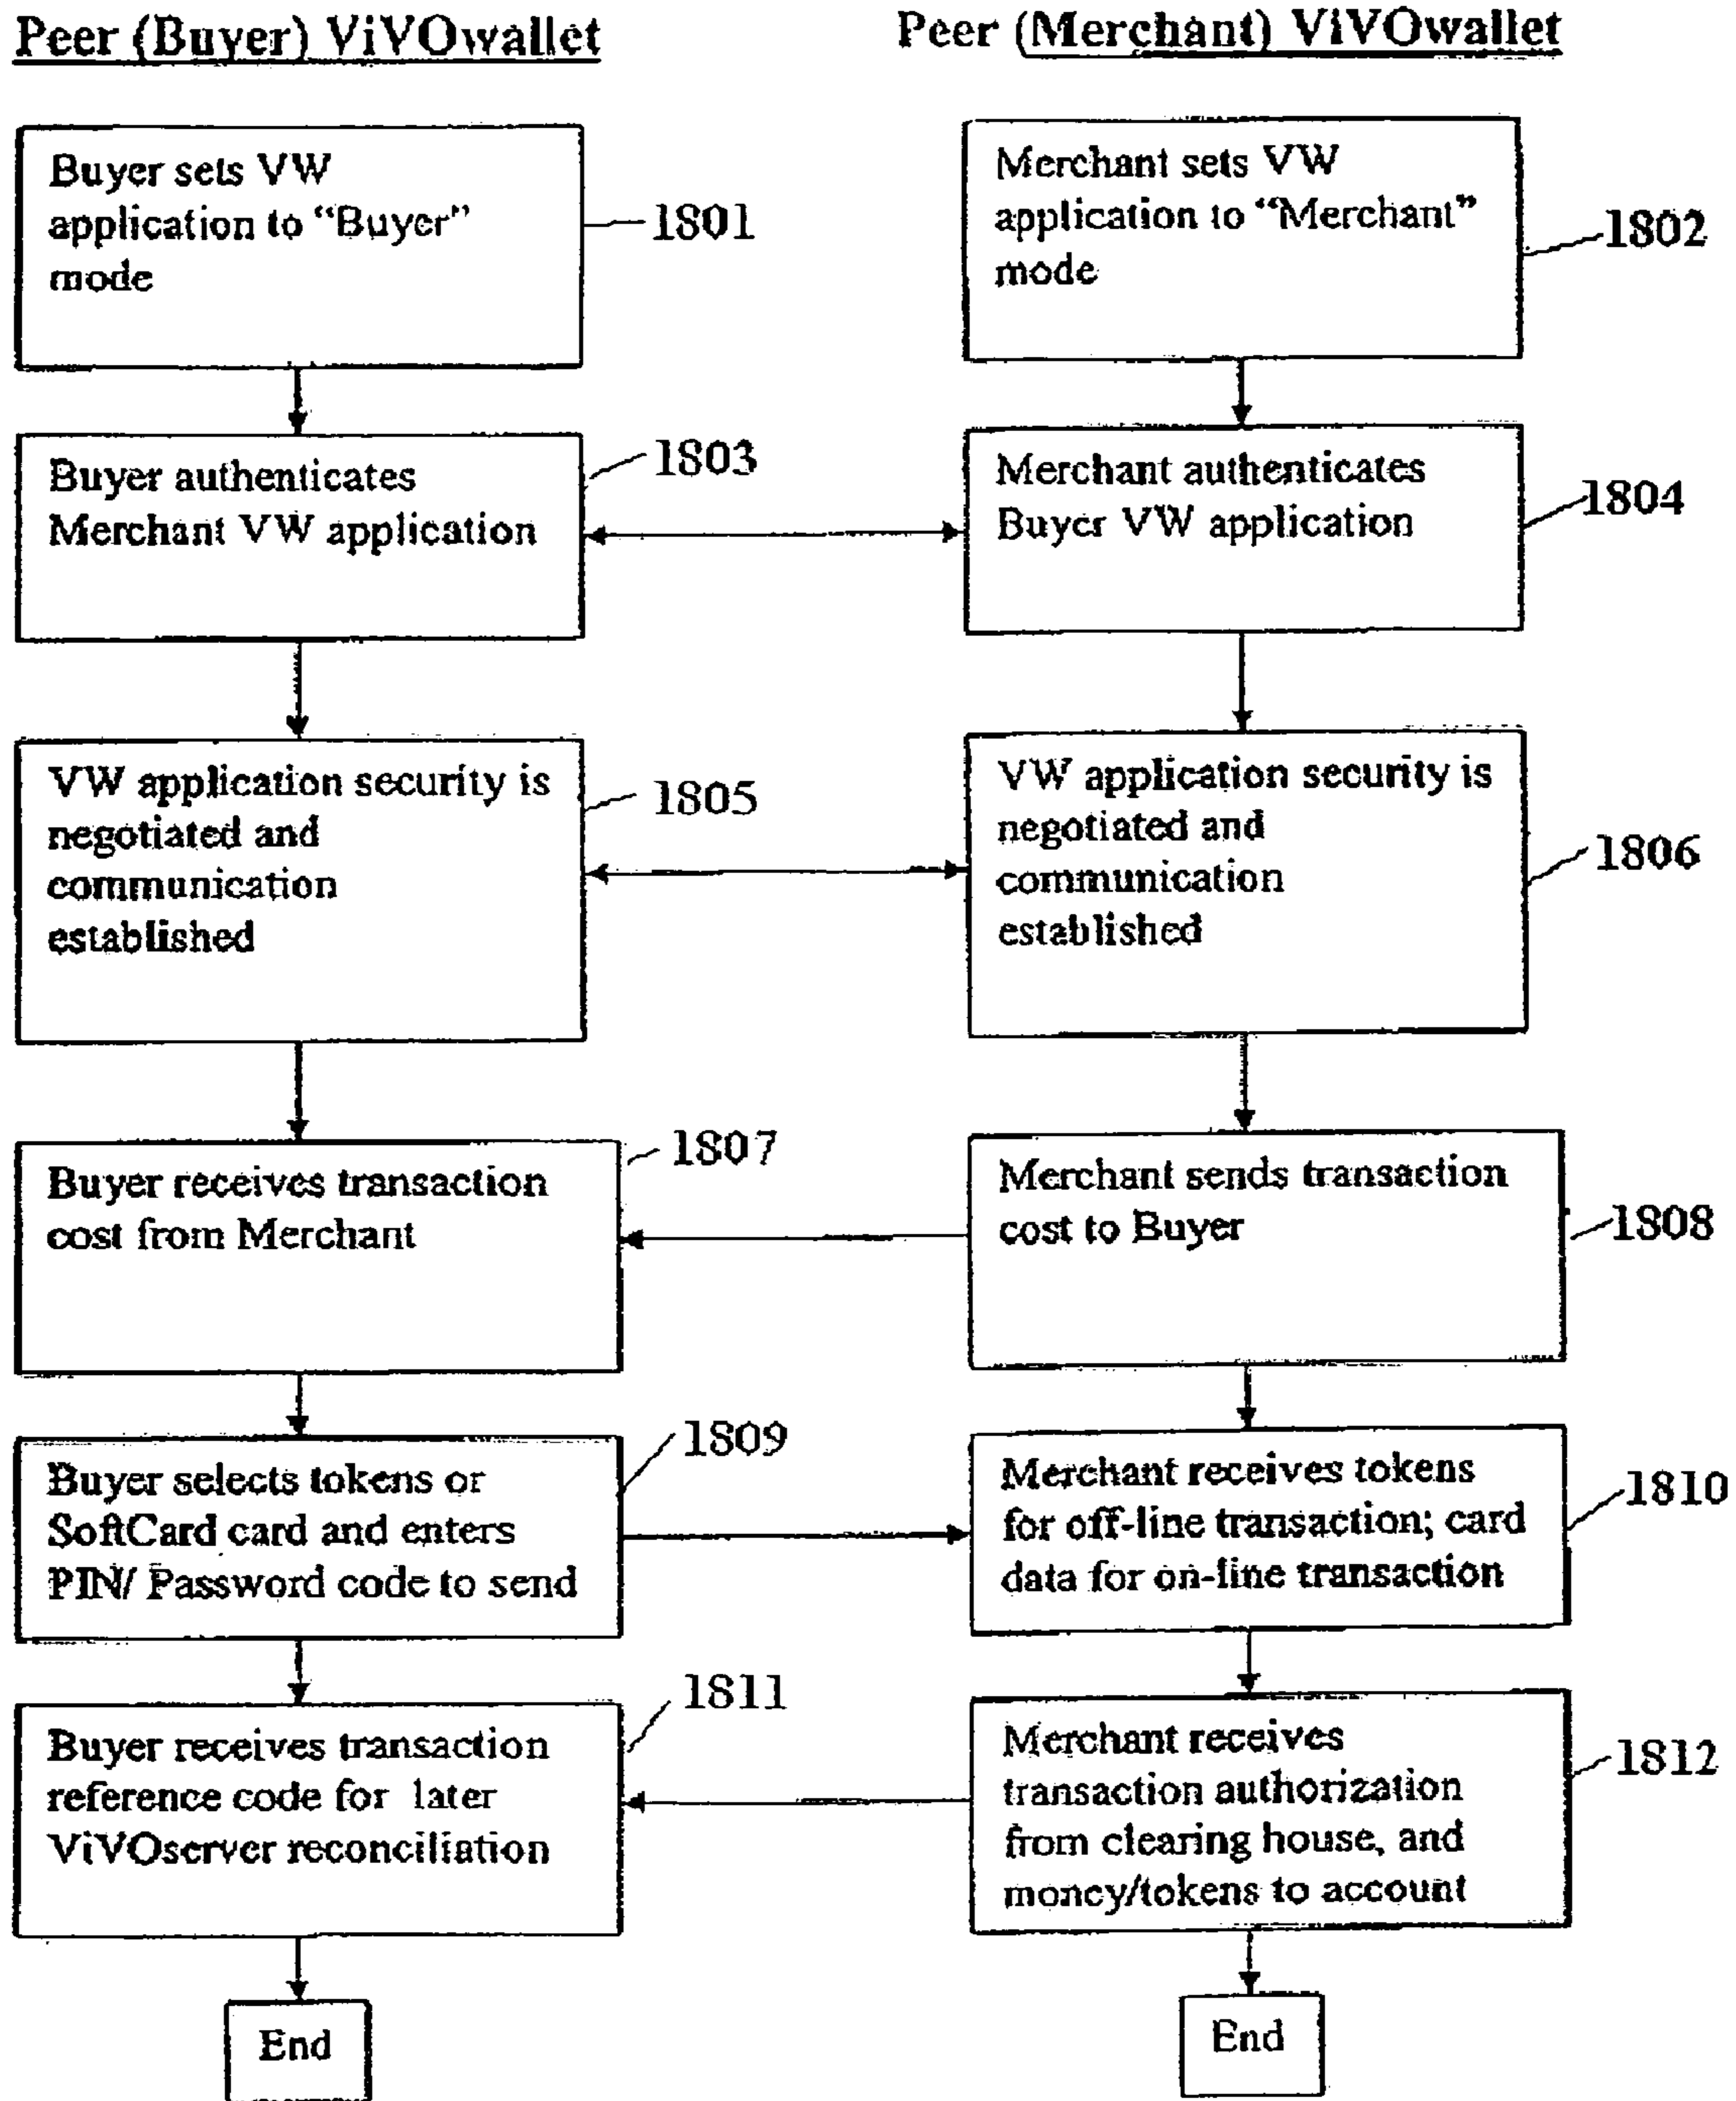 Peer (Buyer) ViVOwallet
Peer (Merchant) ViVOwallet
Buyer sets VW
application to “Buyer”
mode
1801
Merchant sets VW
application to “Merchant”
mode
1802
Buyer authenticates
Merchant VW application
1803
Merchant authenticates
Buyer VW application
1804
VW application security is
negotiated and
communication
established
1805
VW application security is
negotiated and
communication
established
1806
Buyer receives transaction
cost from Merchant
1807
Merchant sends transaction
cost to Buyer
1808
Buyer selects tokens or
SoftCard card and enters
PIN/ Password code to send
1809
Merchant receives tokens
for off-line transaction; card
data for on-line transaction
1810
Buyer receives transaction
reference code for later
ViVOserver reconciliation
1811
Merchant receives
transaction authorization
from clearing house, and
money/tokens to account
1812
End
End